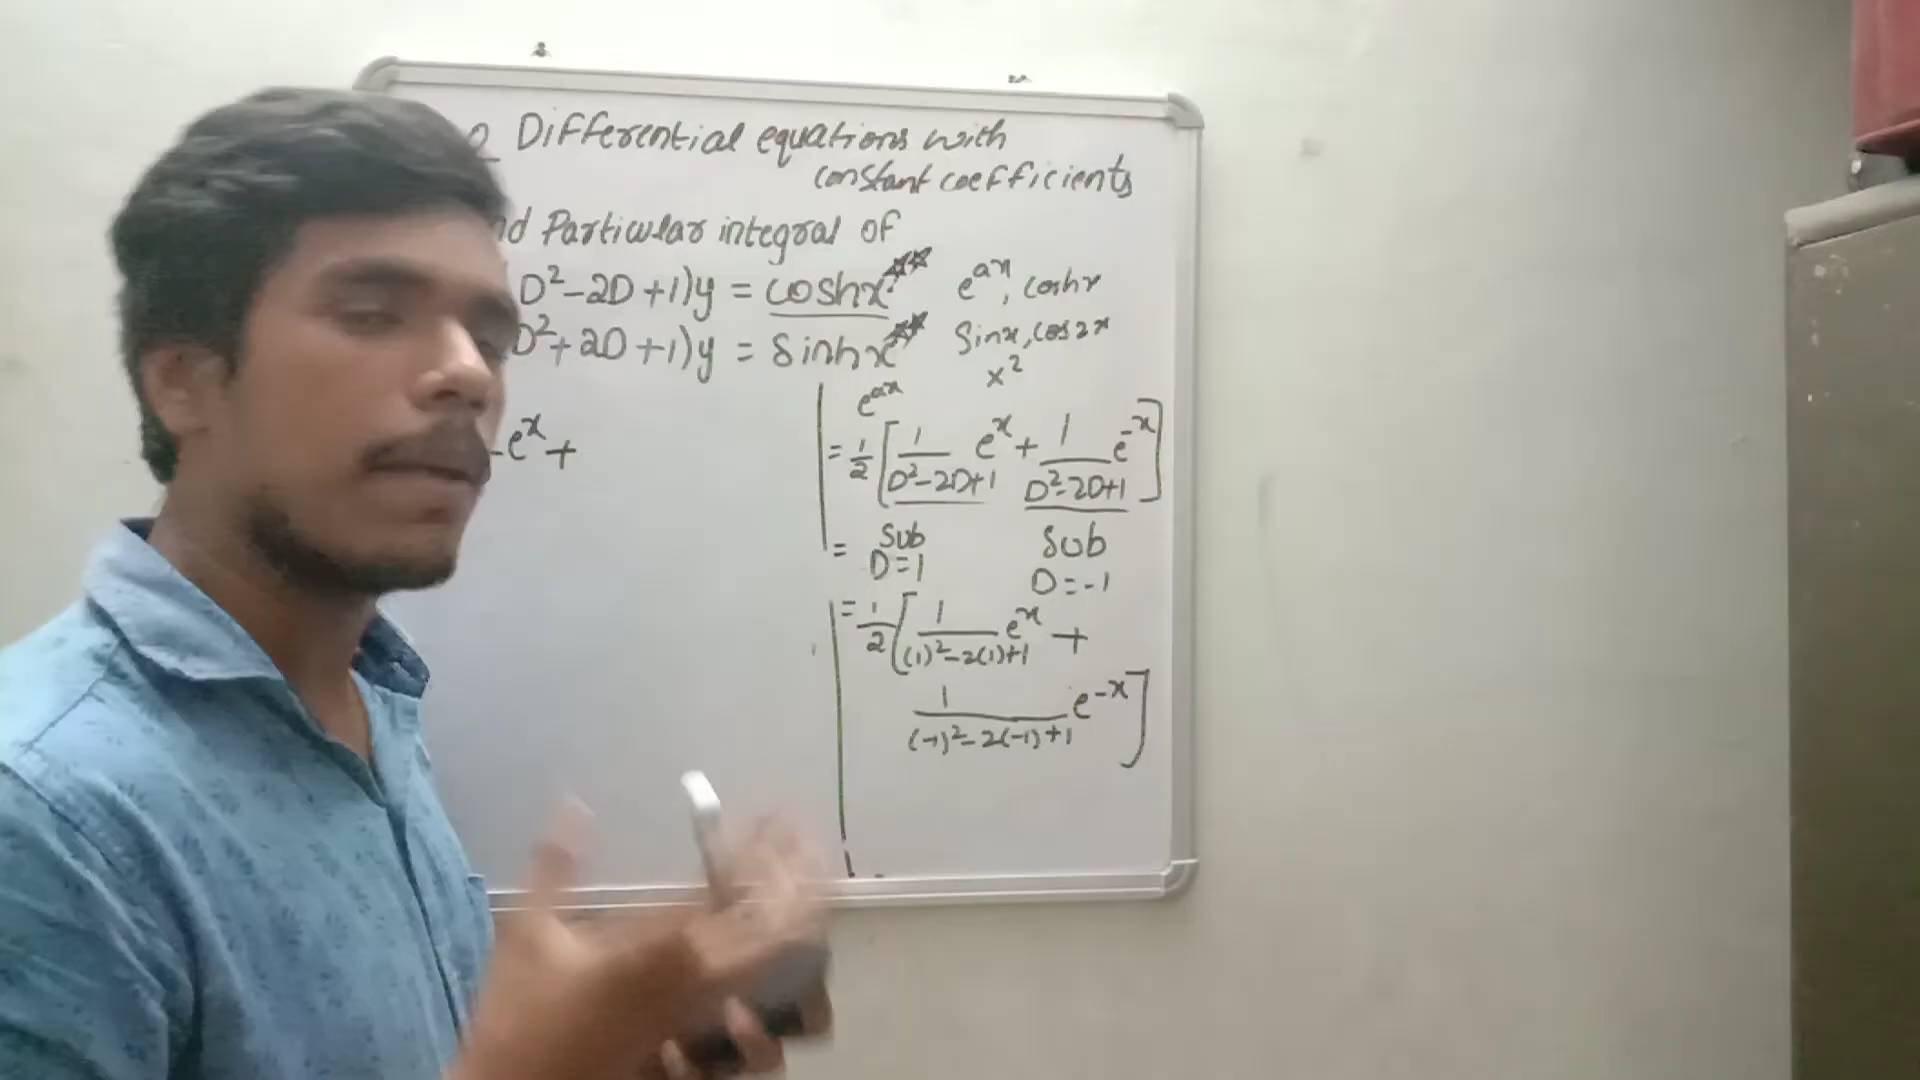 Differential equations with
constant coefficients
Particular integral of
D²-2D+1)y = coshx
D²+2D+1)y = sinhx
e^ax, coshx
Sinx, cos2x
x²
e^x +
e^ax
= 1/2 [1/(D²-2D+1) e^x + 1/(D²-2D+1) e^-x]
= Sub D=1 Sub D=-1
= 1/2 [1/((1)²-2(1)+1) e^x +
1/((-1)²-2(-1)+1) e^-x]